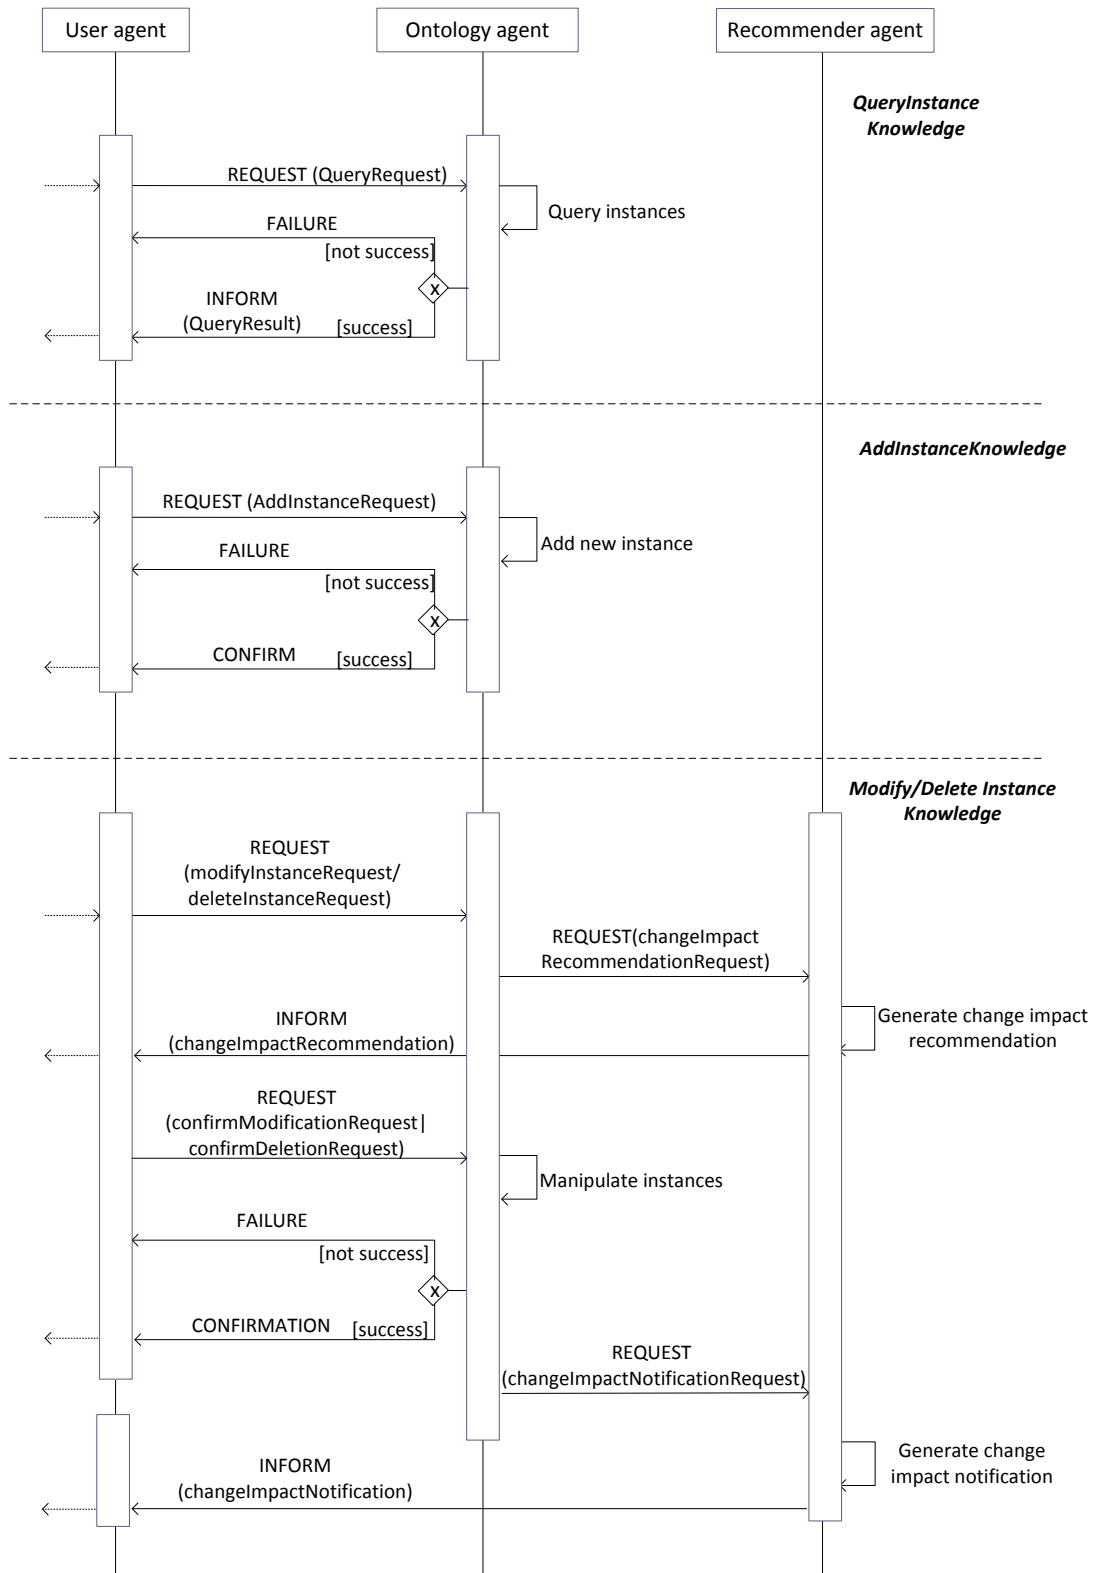 User agent
Ontology agent
Recommender agent
QueryInstance
Knowledge
REQUEST (QueryRequest)
Query instances
FAILURE
[not success]
X
INFORM
(QueryResult)
[success]
AddInstanceKnowledge
REQUEST (AddInstanceRequest)
Add new instance
FAILURE
[not success]
X
CONFIRM
[success]
Modify/Delete Instance
Knowledge
REQUEST
(modifyInstanceRequest/
deleteInstanceRequest)
REQUEST(changeImpact
RecommendationRequest)
Generate change impact
recommendation
INFORM
(changeImpactRecommendation)
REQUEST
(confirmModificationRequest|
confirmDeletionRequest)
Manipulate instances
FAILURE
[not success]
X
CONFIRMATION
[success]
REQUEST
(changeImpactNotificationRequest)
Generate change
impact notification
INFORM
(changeImpactNotification)